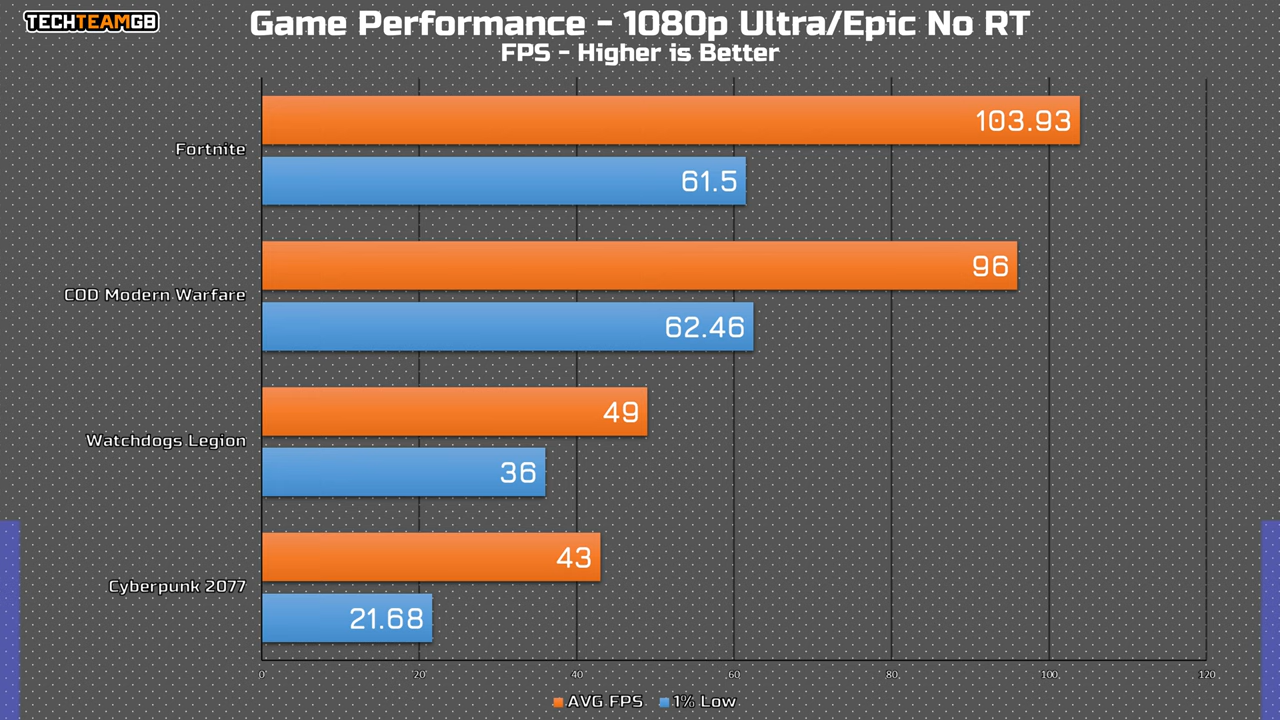 TECHTEAMGB
Game Performance - 1080p Ultra/Epic No RT
FPS - Higher is Better
Fortnite
103.93
61.5
COD Modern Warfare
96
62.46
Watchdogs Legion
49
36
Cyberpunk 2077
43
21.68
0 20 40 60 80 100 120
AVG FPS 1% Low